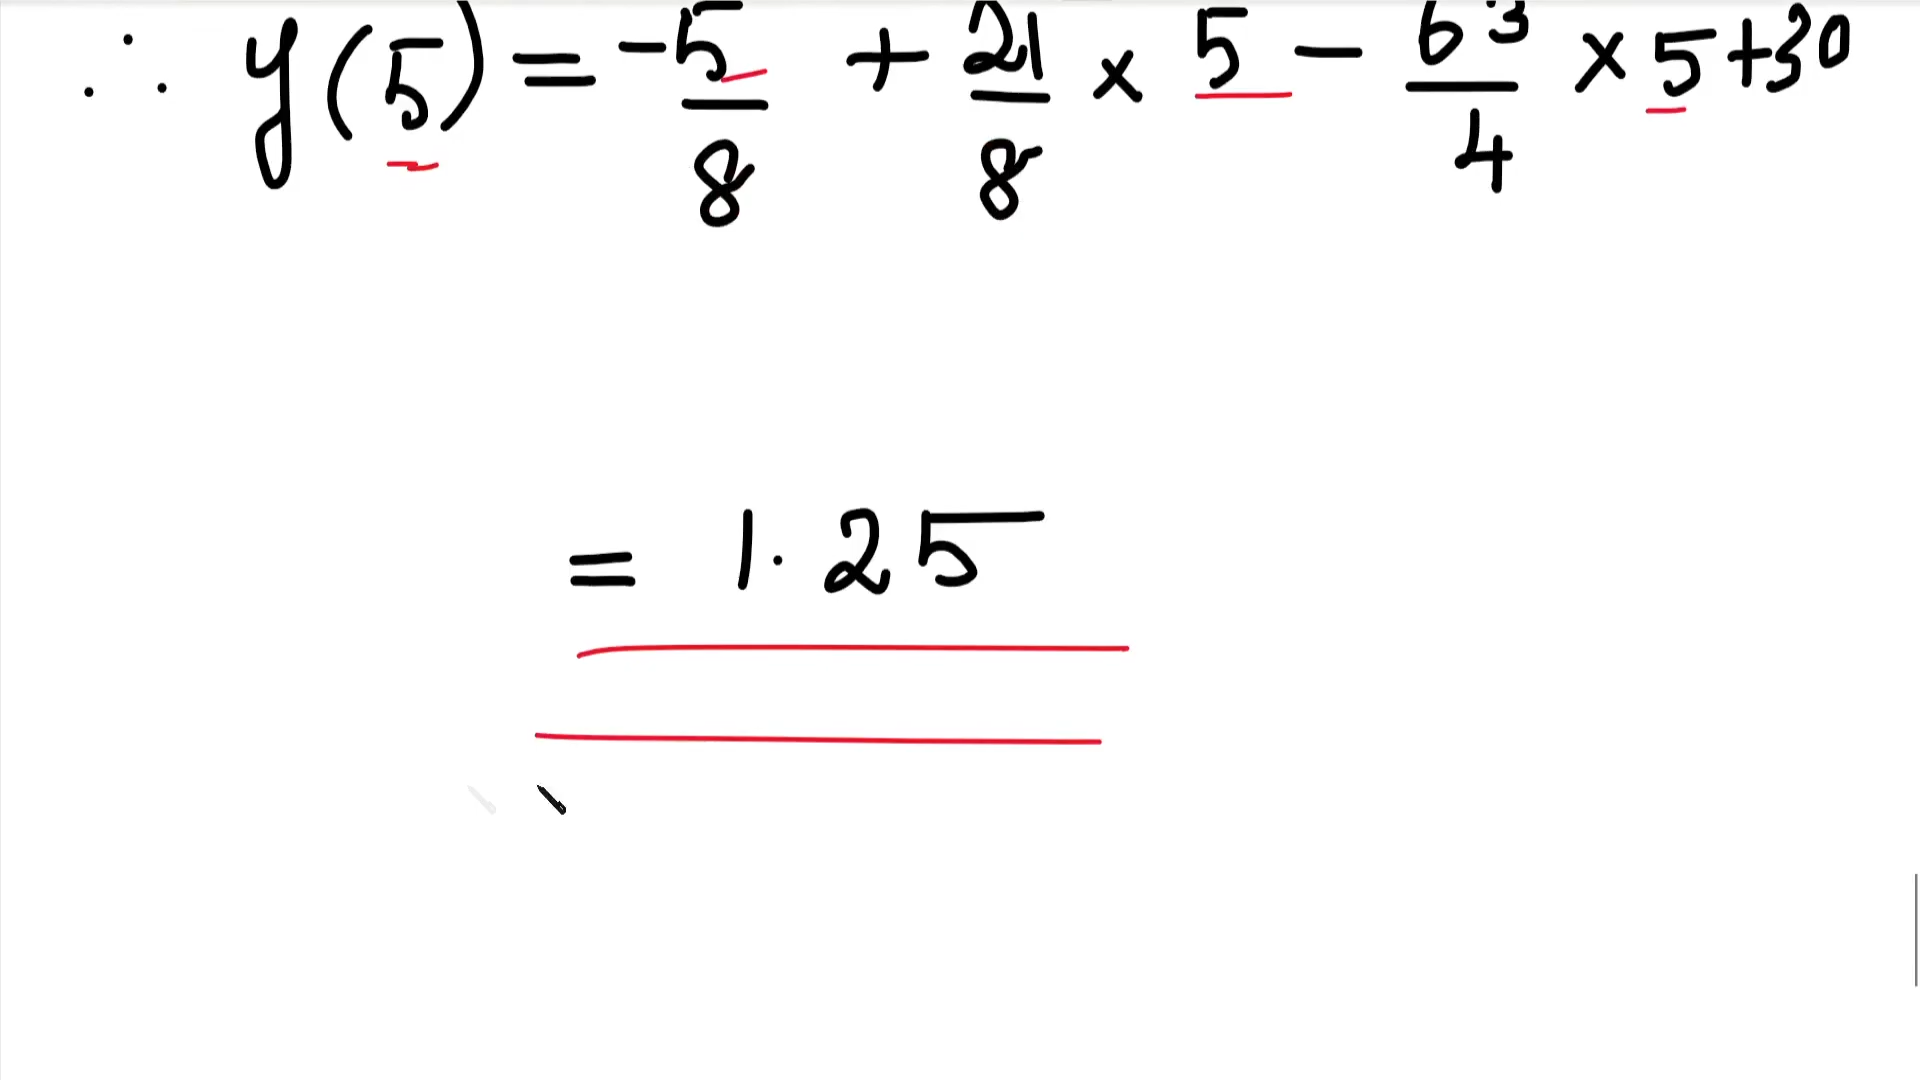 ∴ y(5) = -5/8 + 21/8 × 5 - 63/4 × 5 + 30
= 1.25